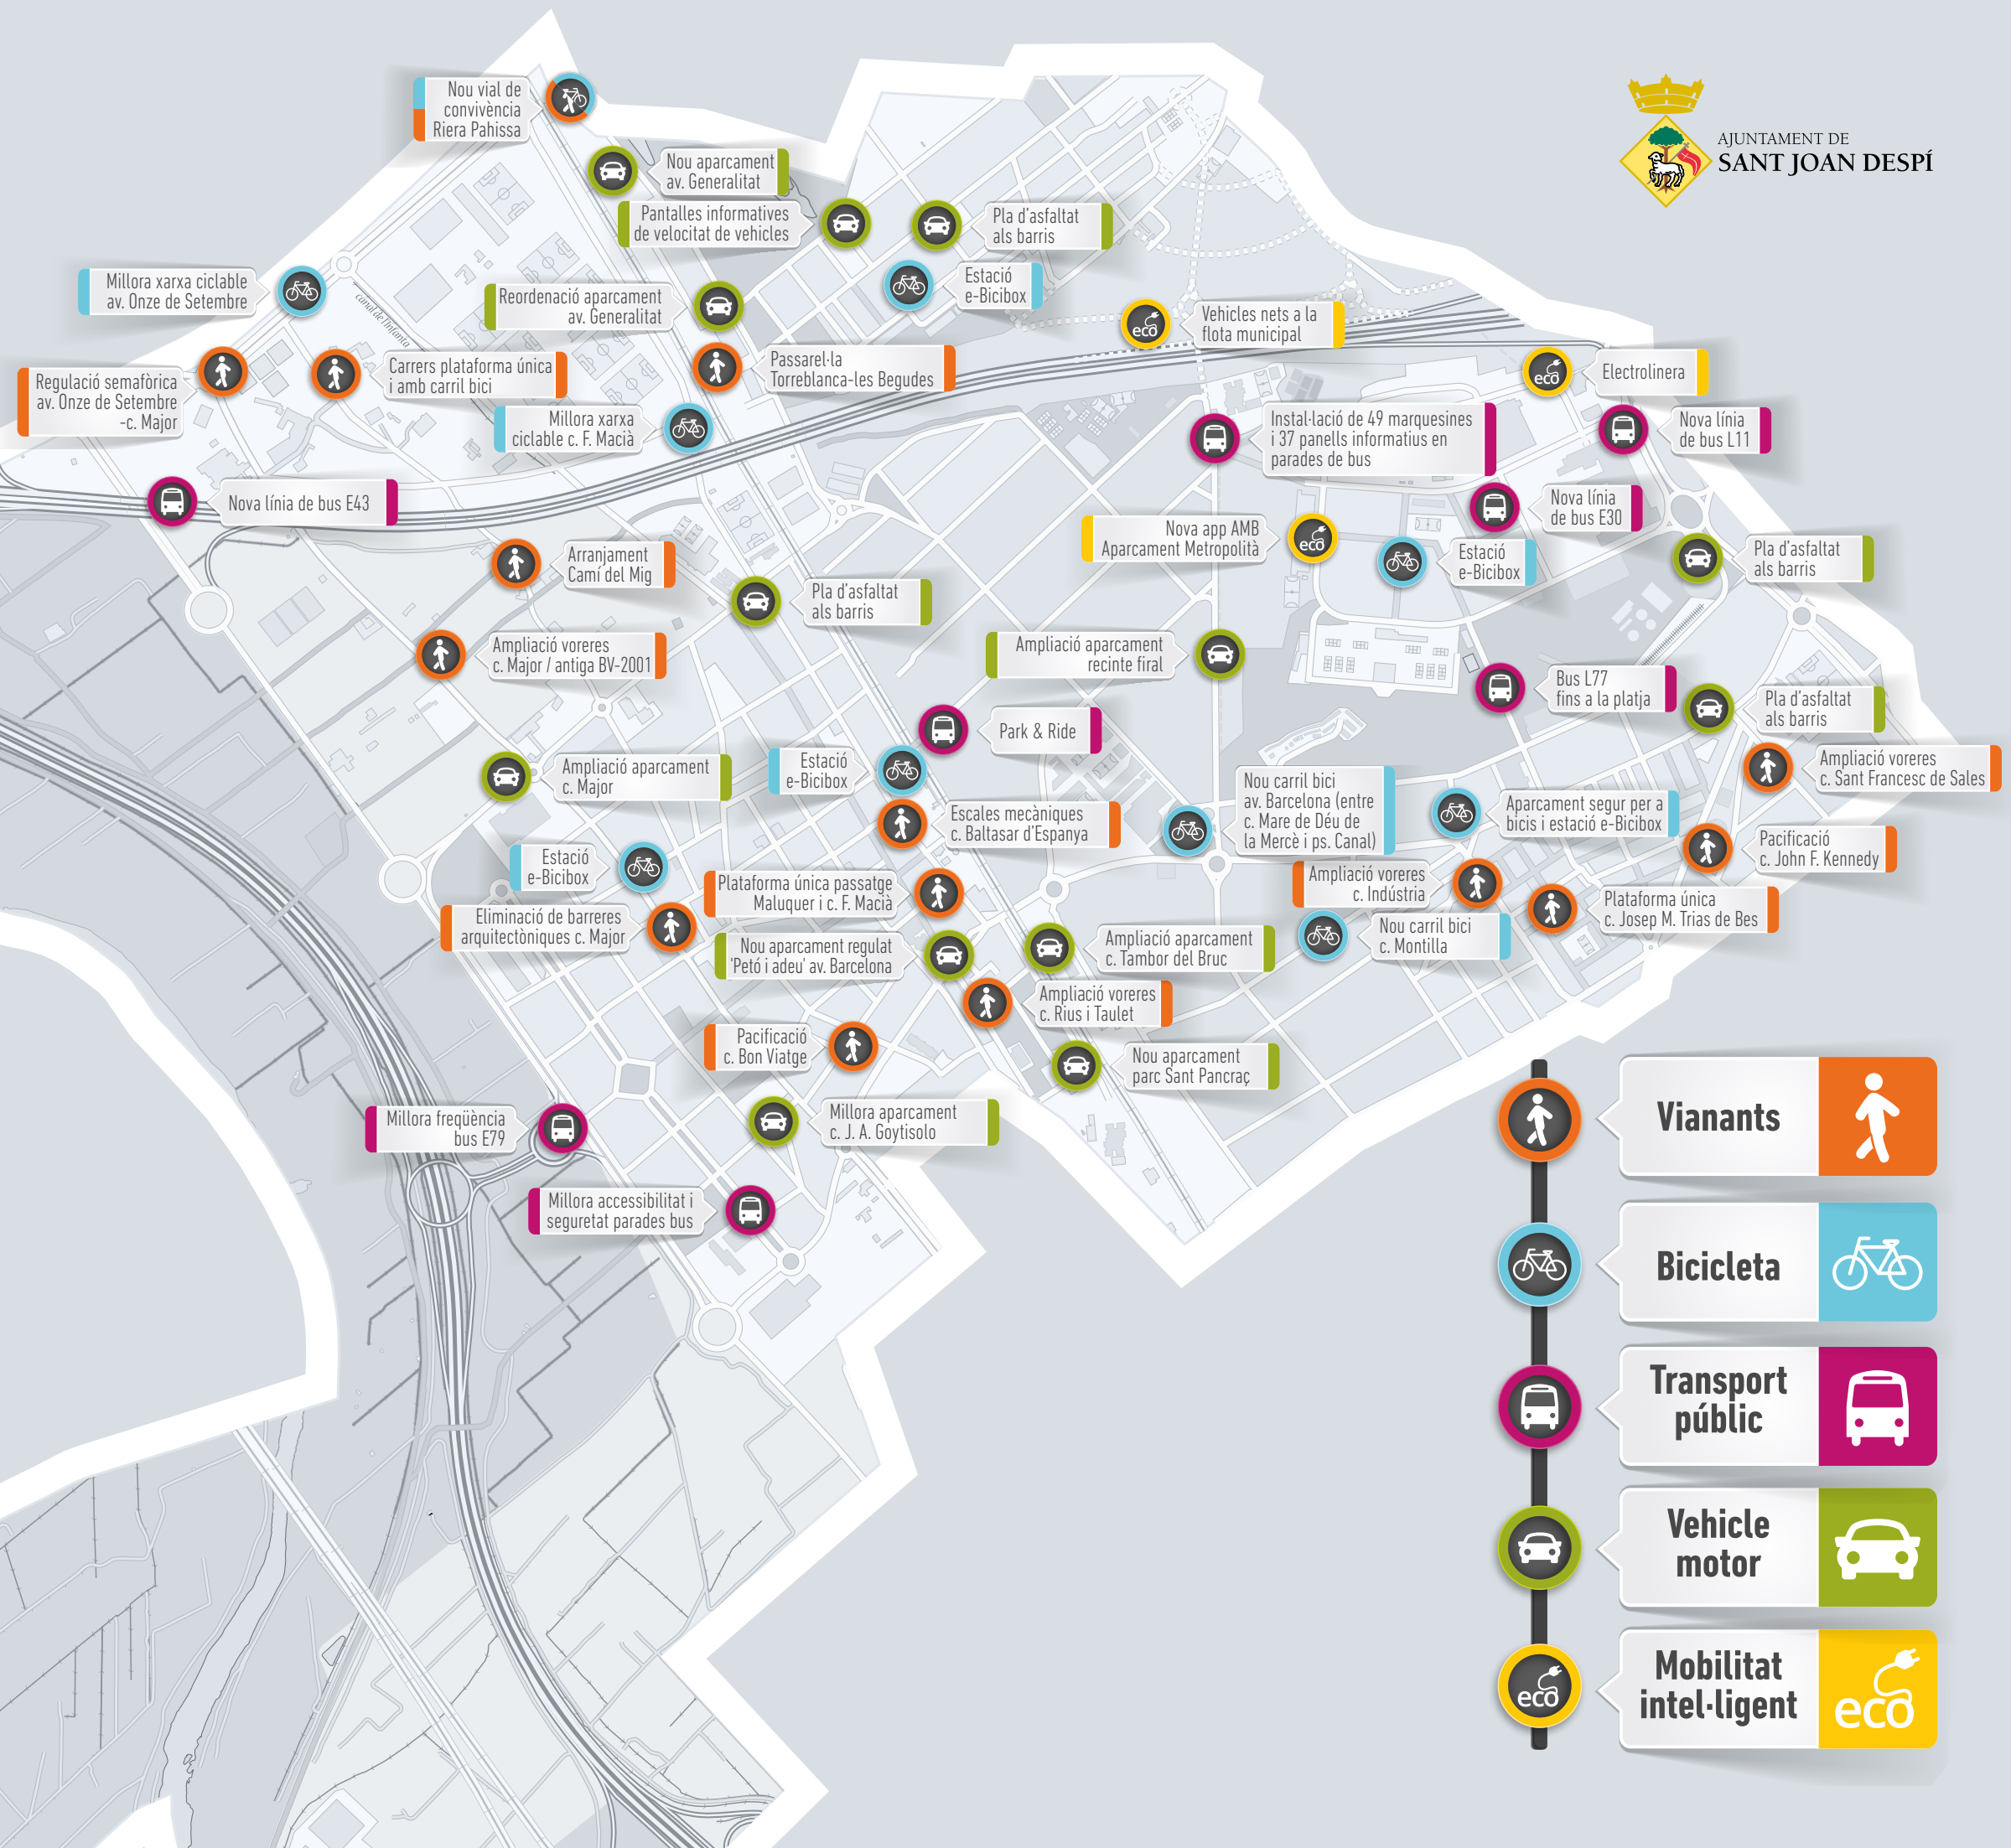 AJUNTAMENT DE
SANT JOAN DESPÍ
Nou vial de
convivència
Riera Pahissa
Nou aparcament
av. Generalitat
Pantalles informatives
de velocitat de vehicles
Pla d'asfaltat
als barris
Millora xarxa ciclable
av. Onze de Setembre
canal de l'Infanta
Reordenació aparcament
av. Generalitat
Estació
e-Bicibox
Vehicles nets a la
flota municipal
Regulació semafòrica
av. Onze de Setembre
-c. Major
Carrers plataforma única
i amb carril bici
Passarel·la
Torreblanca-les Begudes
Electrolinera
Millora xarxa
ciclable c. F. Macià
Instal·lació de 49 marquesines
i 37 panells informatius en
parades de bus
Nova línia
de bus L11
Nova línia de bus E43
Nova línia
de bus E30
Nova app AMB
Aparcament Metropolità
Estació
e-Bicibox
Pla d'asfaltat
als barris
Arranjament
Camí del Mig
Pla d'asfaltat
als barris
Ampliació voreres
c. Major / antiga BV-2001
Ampliació aparcament
recinte firal
Bus L77
fins a la platja
Pla d'asfaltat
als barris
Park & Ride
Ampliació aparcament
c. Major
Estació
e-Bicibox
Ampliació voreres
c. Sant Francesc de Sales
Nou carril bici
av. Barcelona (entre
c. Mare de Déu de
la Mercè i ps. Canal)
Aparcament segur per a
bicis i estació e-Bicibox
Escales mecàniques
c. Baltasar d'Espanya
Pacificació
c. John F. Kennedy
Estació
e-Bicibox
Plataforma única passatge
Maluquer i c. F. Macià
Ampliació voreres
c. Indústria
Plataforma única
c. Josep M. Trias de Bes
Eliminació de barreres
arquitectòniques c. Major
Nou carril bici
c. Montilla
Nou aparcament regulat
'Petó i adeu' av. Barcelona
Ampliació aparcament
c. Tambor del Bruc
Ampliació voreres
c. Rius i Taulet
Pacificació
c. Bon Viatge
Nou aparcament
parc Sant Pancraç
Millora freqüència
bus E79
Millora aparcament
c. J. A. Goytisolo
Millora accessibilitat i
seguretat parades bus
Vianants
Bicicleta
Transport
públic
Vehicle
motor
Mobilitat
intel·ligent
eco
eco
eco
eco
eco